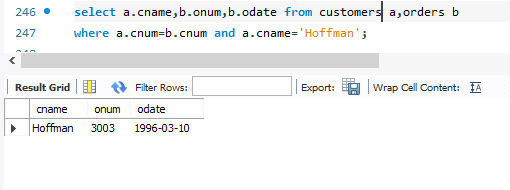 246 select a.cname,b.onum,b.odate from customers a,orders b
247 where a.cnum=b.cnum and a.cname='Hoffman';
Result Grid Filter Rows: Export: Wrap Cell Content: IA
cname onum odate
Hoffman 3003 1996-03-10